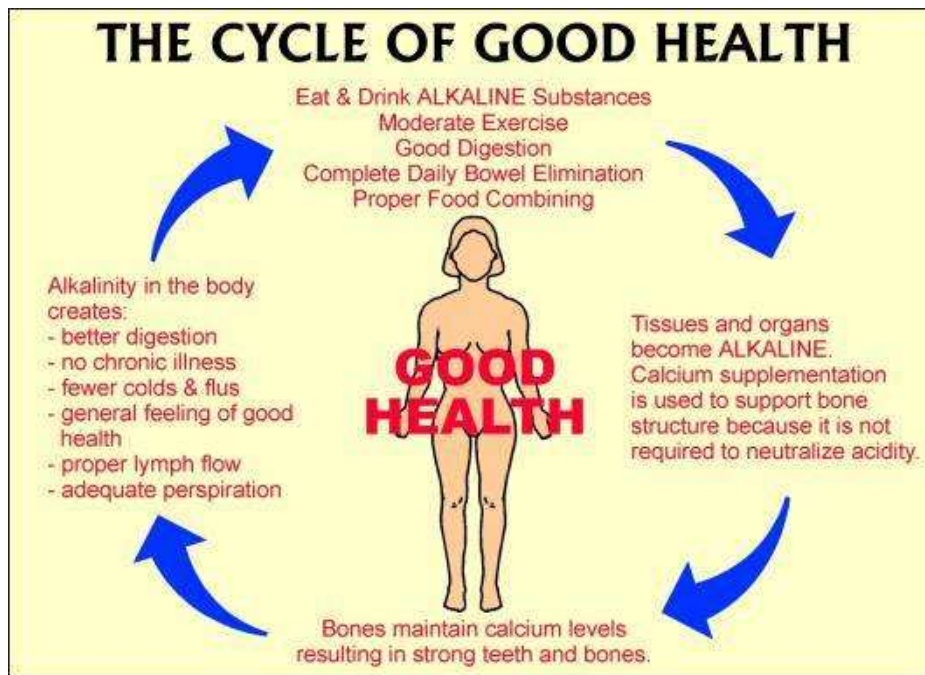 THE CYCLE OF GOOD HEALTH
Eat & Drink ALKALINE Substances
Moderate Exercise
Good Digestion
Complete Daily Bowel Elimination
Proper Food Combining
Tissues and organs
become ALKALINE.
Calcium supplementation
is used to support bone
structure because it is not
required to neutralize acidity.
Bones maintain calcium levels
resulting in strong teeth and bones.
Alkalinity in the body
creates:
- better digestion
- no chronic illness
- fewer colds & flus
- general feeling of good
health
- proper lymph flow
- adequate perspiration
GOOD
HEALTH